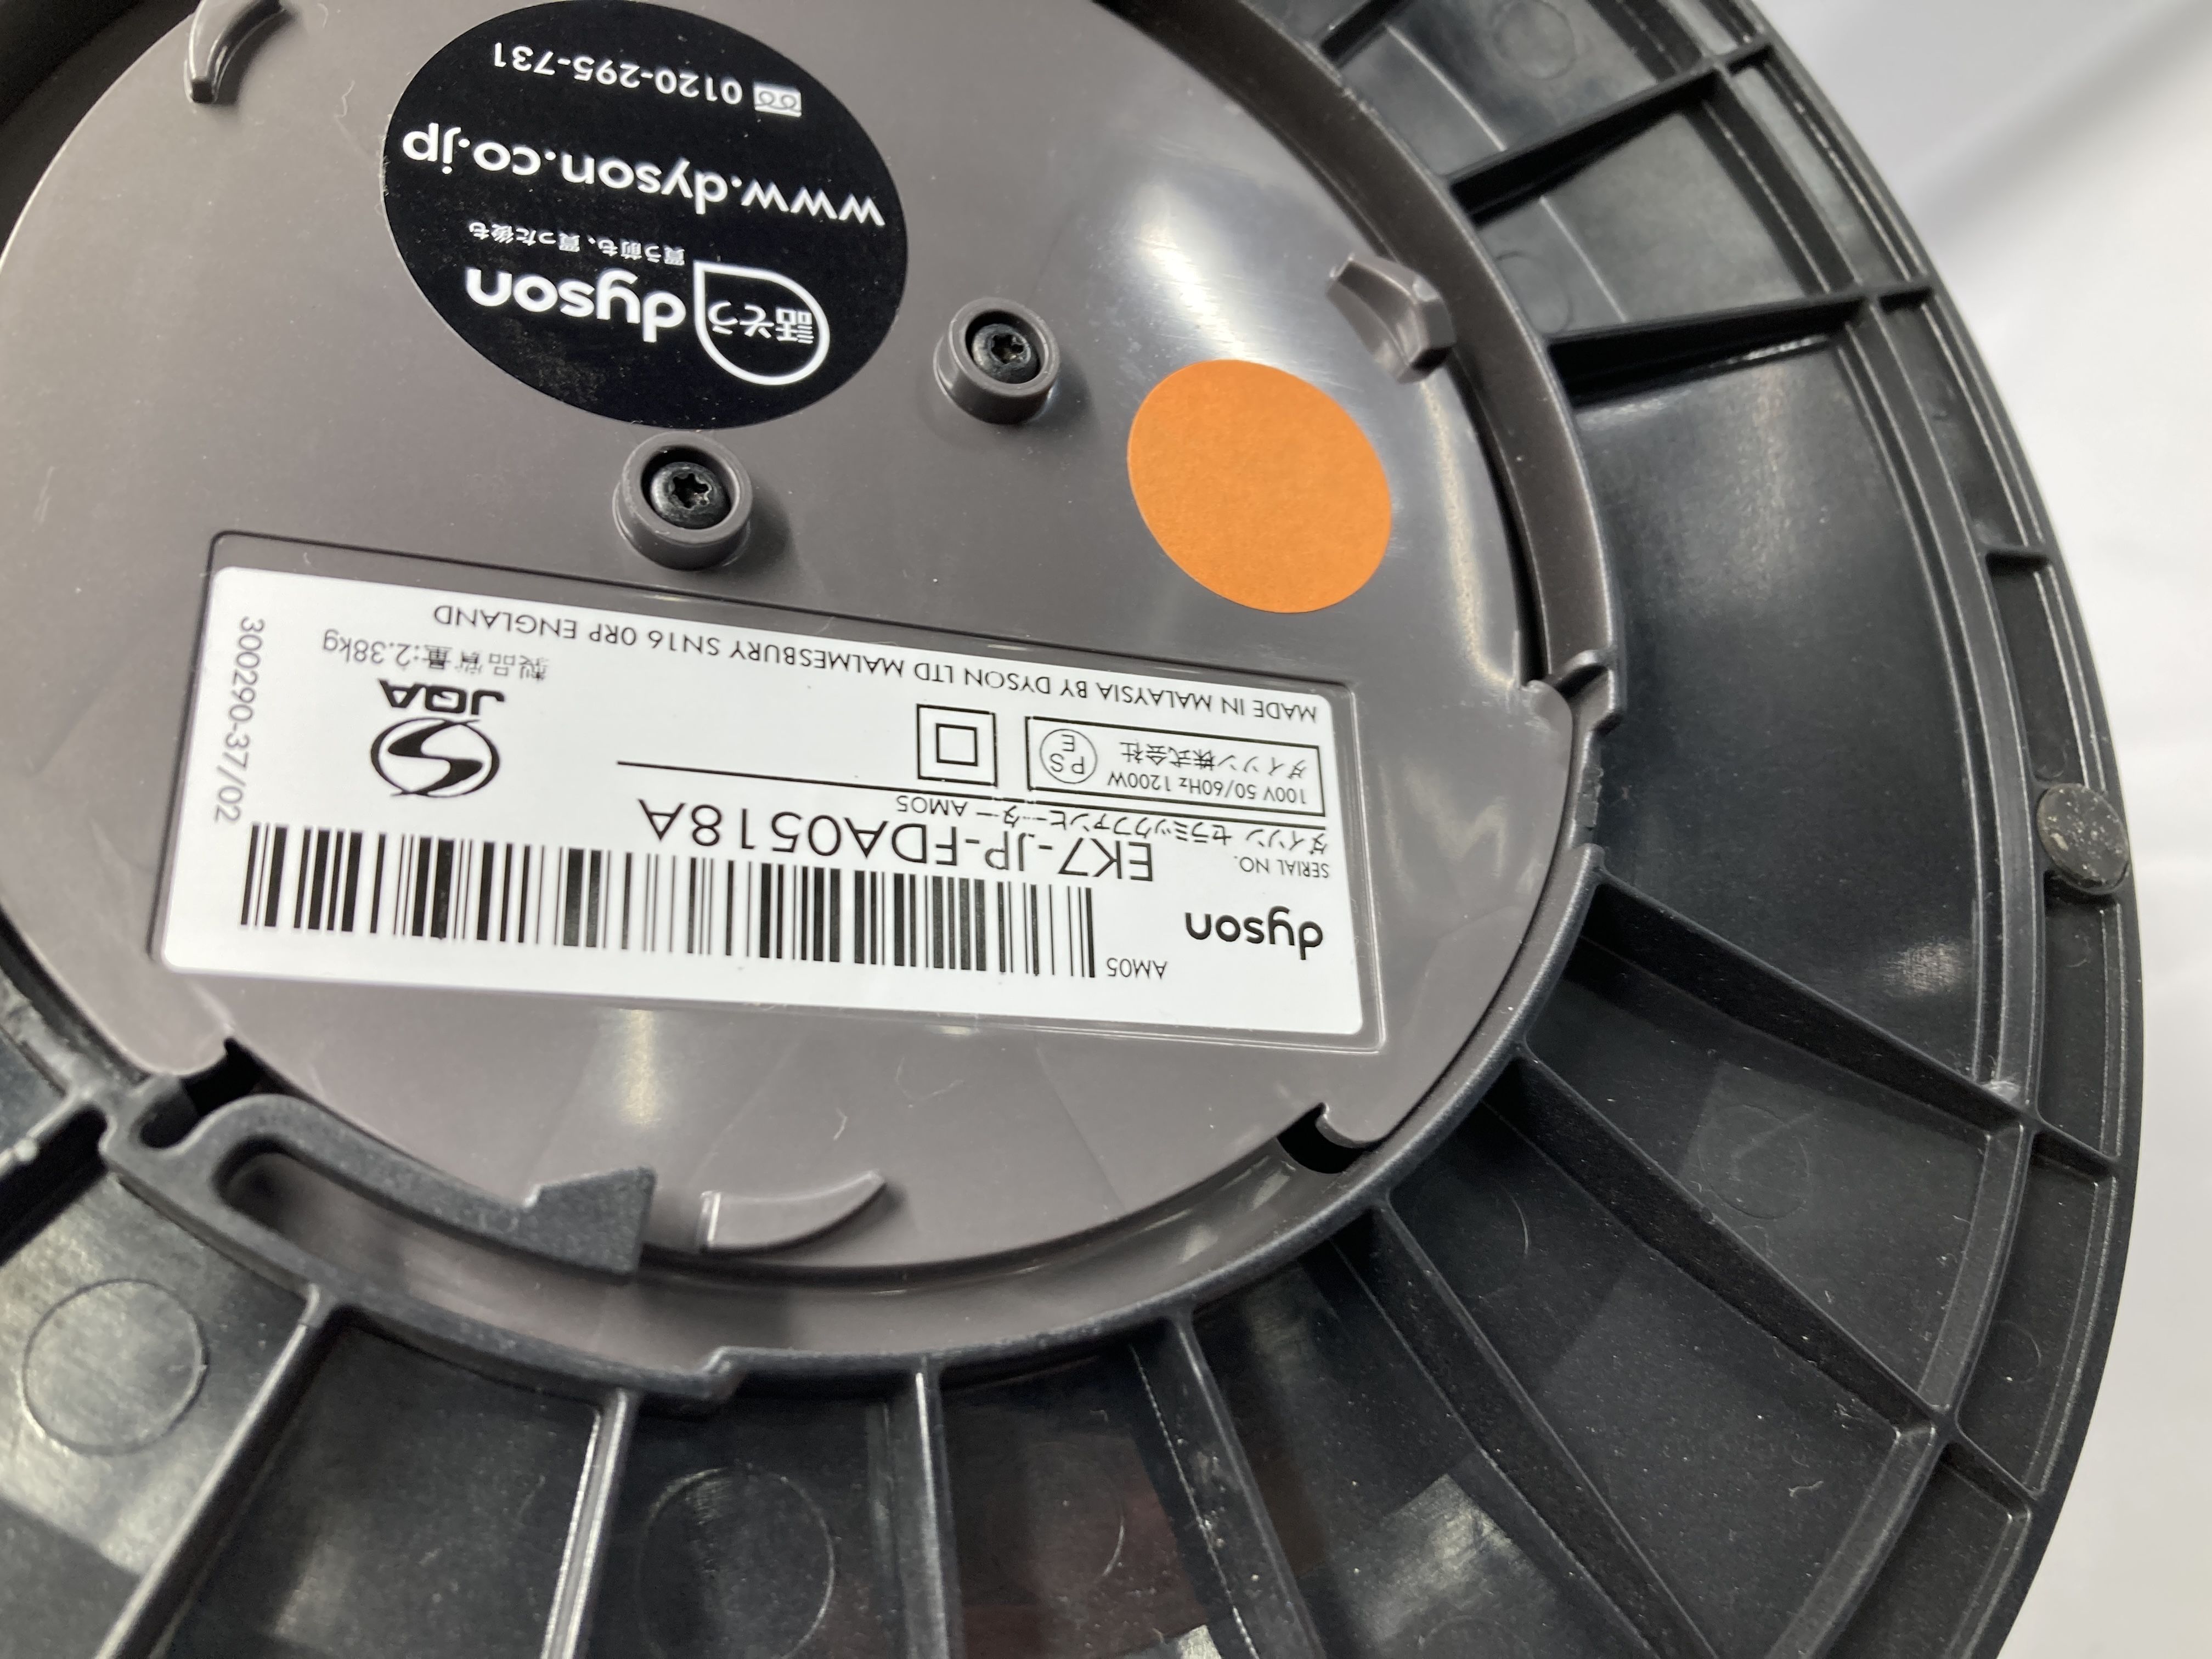 AM05
dyson
SERIAL NO.
EK7-JP-FDA0518A
ダイソン セラミックファンヒーター AM05
100V 50/60Hz 1200W
ダイソン株式会社
PS
E
MADE IN MALAYSIA BY DYSON LTD MALMESBURY SN16 0RP ENGLAND
JQA
製品質量:2.38kg
300290-37/02
話そう
dyson
買う前も、買った後も
www.dyson.co.jp
0120-295-731